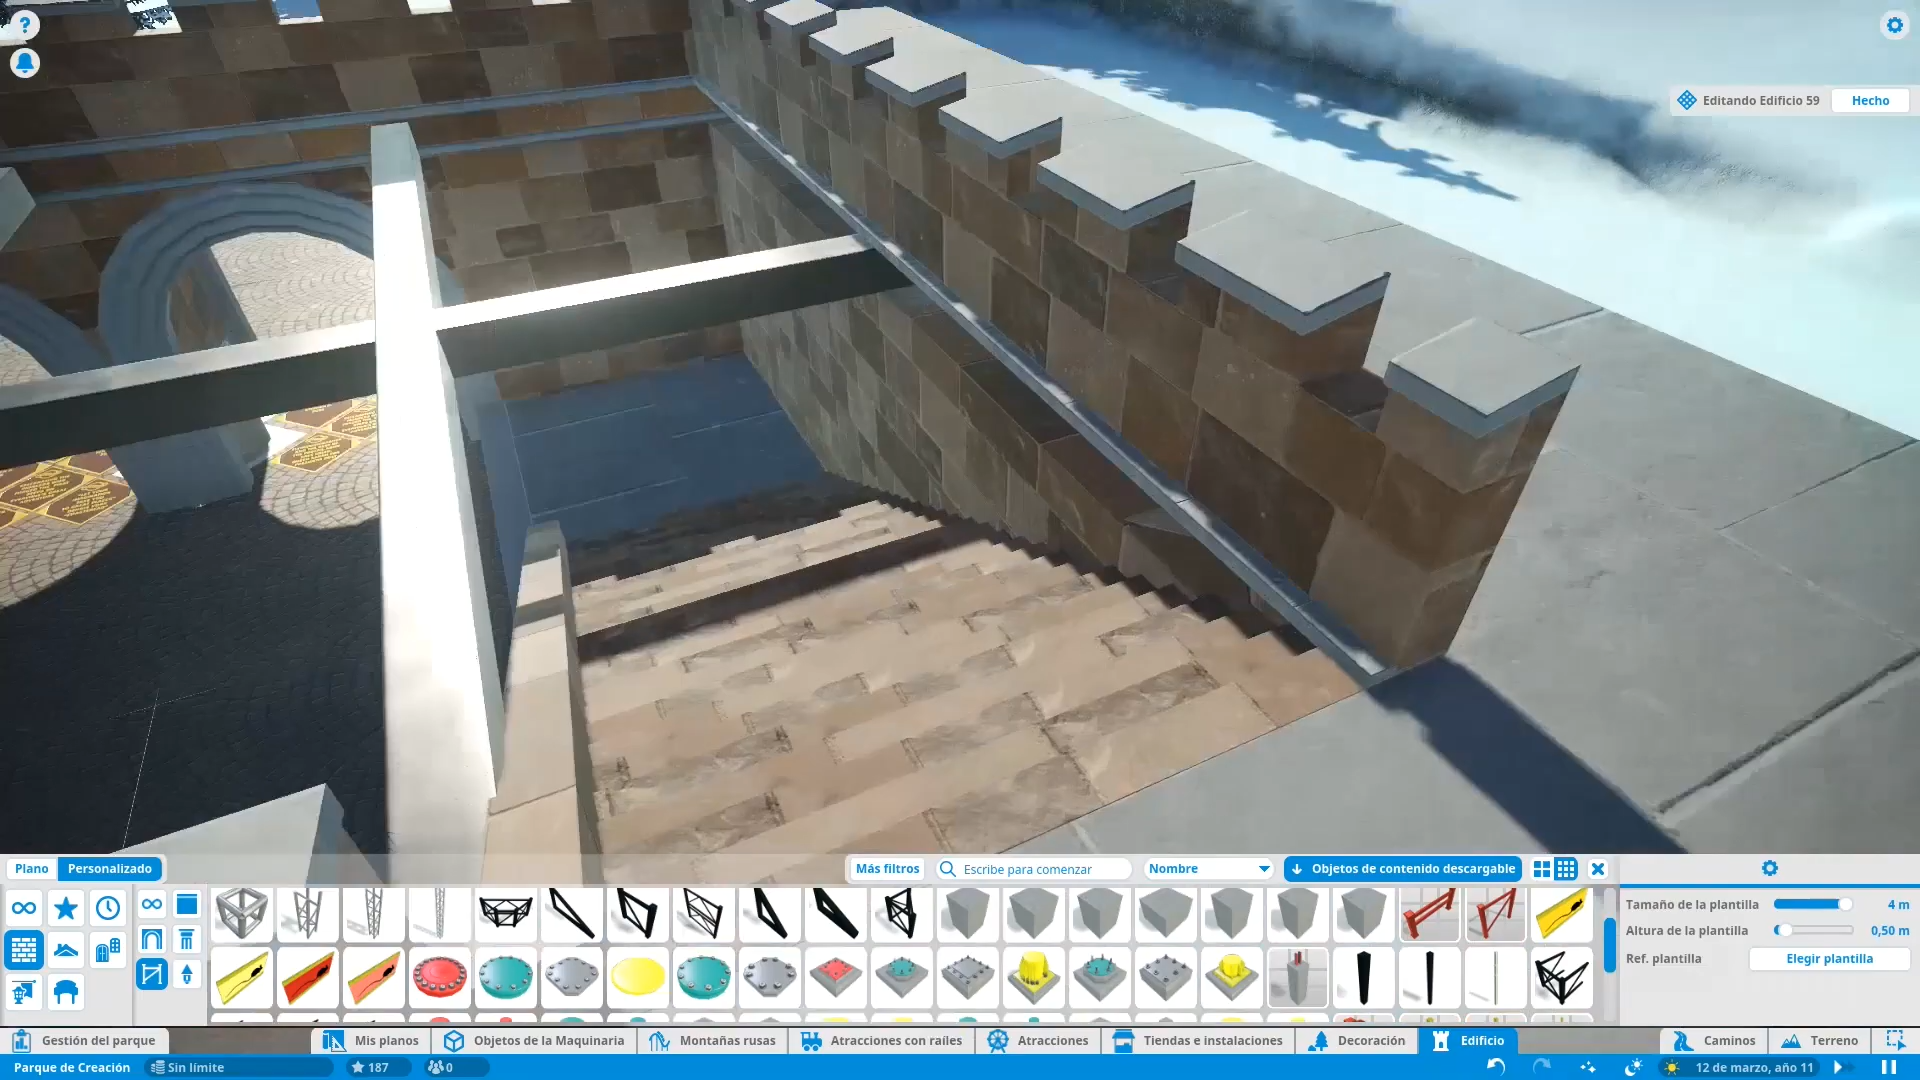 ?
Editando Edificio 59
Hecho
Plano
Personalizado
Más filtros
Escribe para comenzar
Nombre
Objetos de contenido descargable
Tamaño de la plantilla
4 m
Altura de la plantilla
0,50 m
Ref. plantilla
Elegir plantilla
Gestión del parque
Mis planos
Objetos de la Maquinaria
Montañas rusas
Atracciones con raíles
Atracciones
Tiendas e instalaciones
Decoración
Edificio
Caminos
Terreno
Parque de Creación
Sin límite
187
0
12 de marzo, año 11